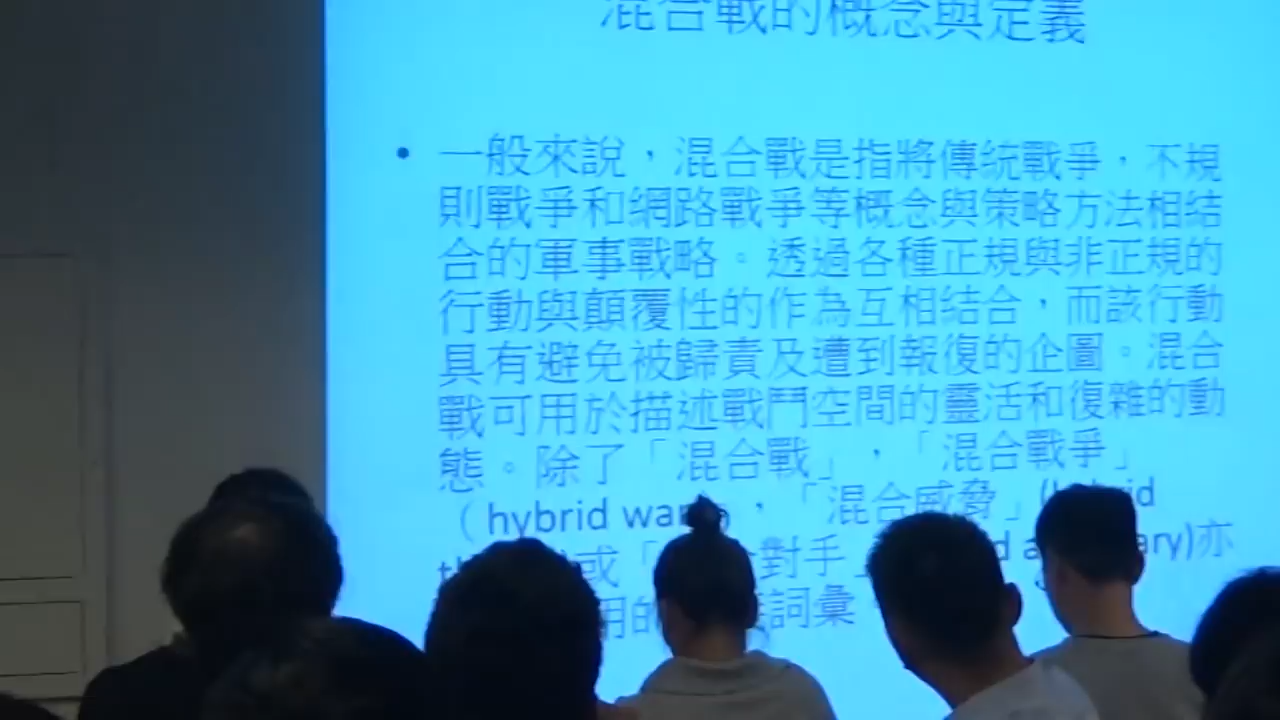 混合戰的概念與定義
• 一般來說，混合戰是指將傳統戰爭，不規
則戰爭和網路戰爭等概念與策略方法相結
合的軍事戰略。透過各種正規與非正規的
行動與顛覆性的作為互相結合，而該行動
具有避免被歸責及遭到報復的企圖。混合
戰可用於描述戰鬥空間的靈活和復雜的動
態。除了「混合戰」，「混合戰爭」
（hybrid ，「混合威脅」
或「 對手 亦
用的 詞彙